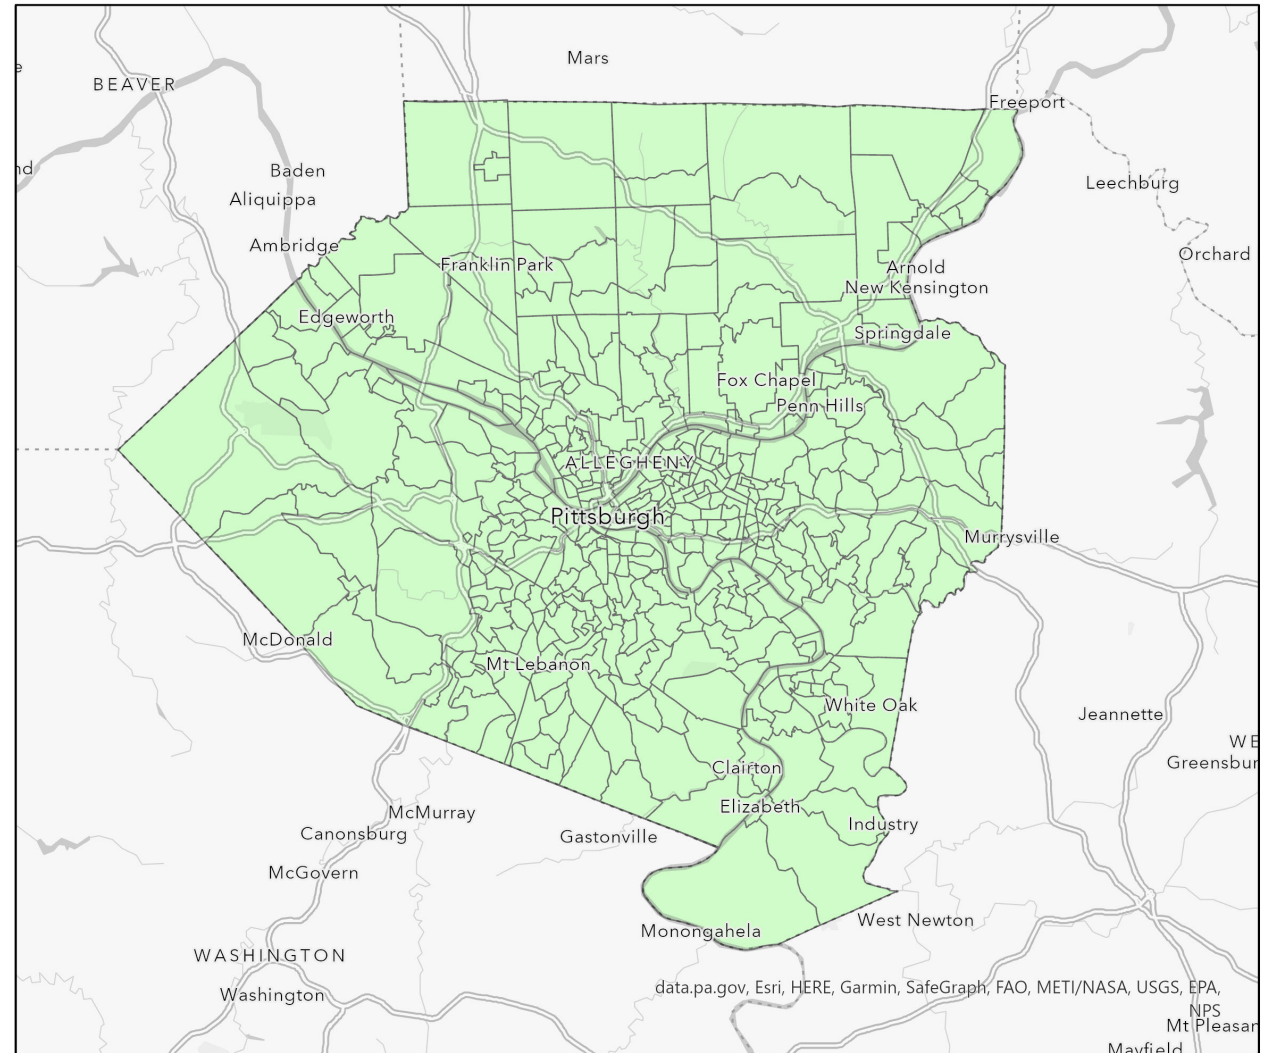 Mars
BEAVER
Freeport
Baden
Leechburg
Aliquippa
Ambridge
Orchard
Franklin Park
Arnold
New Kensington
Edgeworth
Springdale
Fox Chapel
Penn Hills
ALLEGHENY
Pittsburgh
Murrysville
McDonald
Mt Lebanon
White Oak
Jeannette
WE
Greensbur
Clairton
Elizabeth
McMurray
Industry
Canonsburg
Gastonville
McGovern
West Newton
Monongahela
WASHINGTON
Washington
data.pa.gov, Esri, HERE, Garmin, SafeGraph, FAO, METI/NASA, USGS, EPA,
NPS
Mt Pleasan
Mayfield